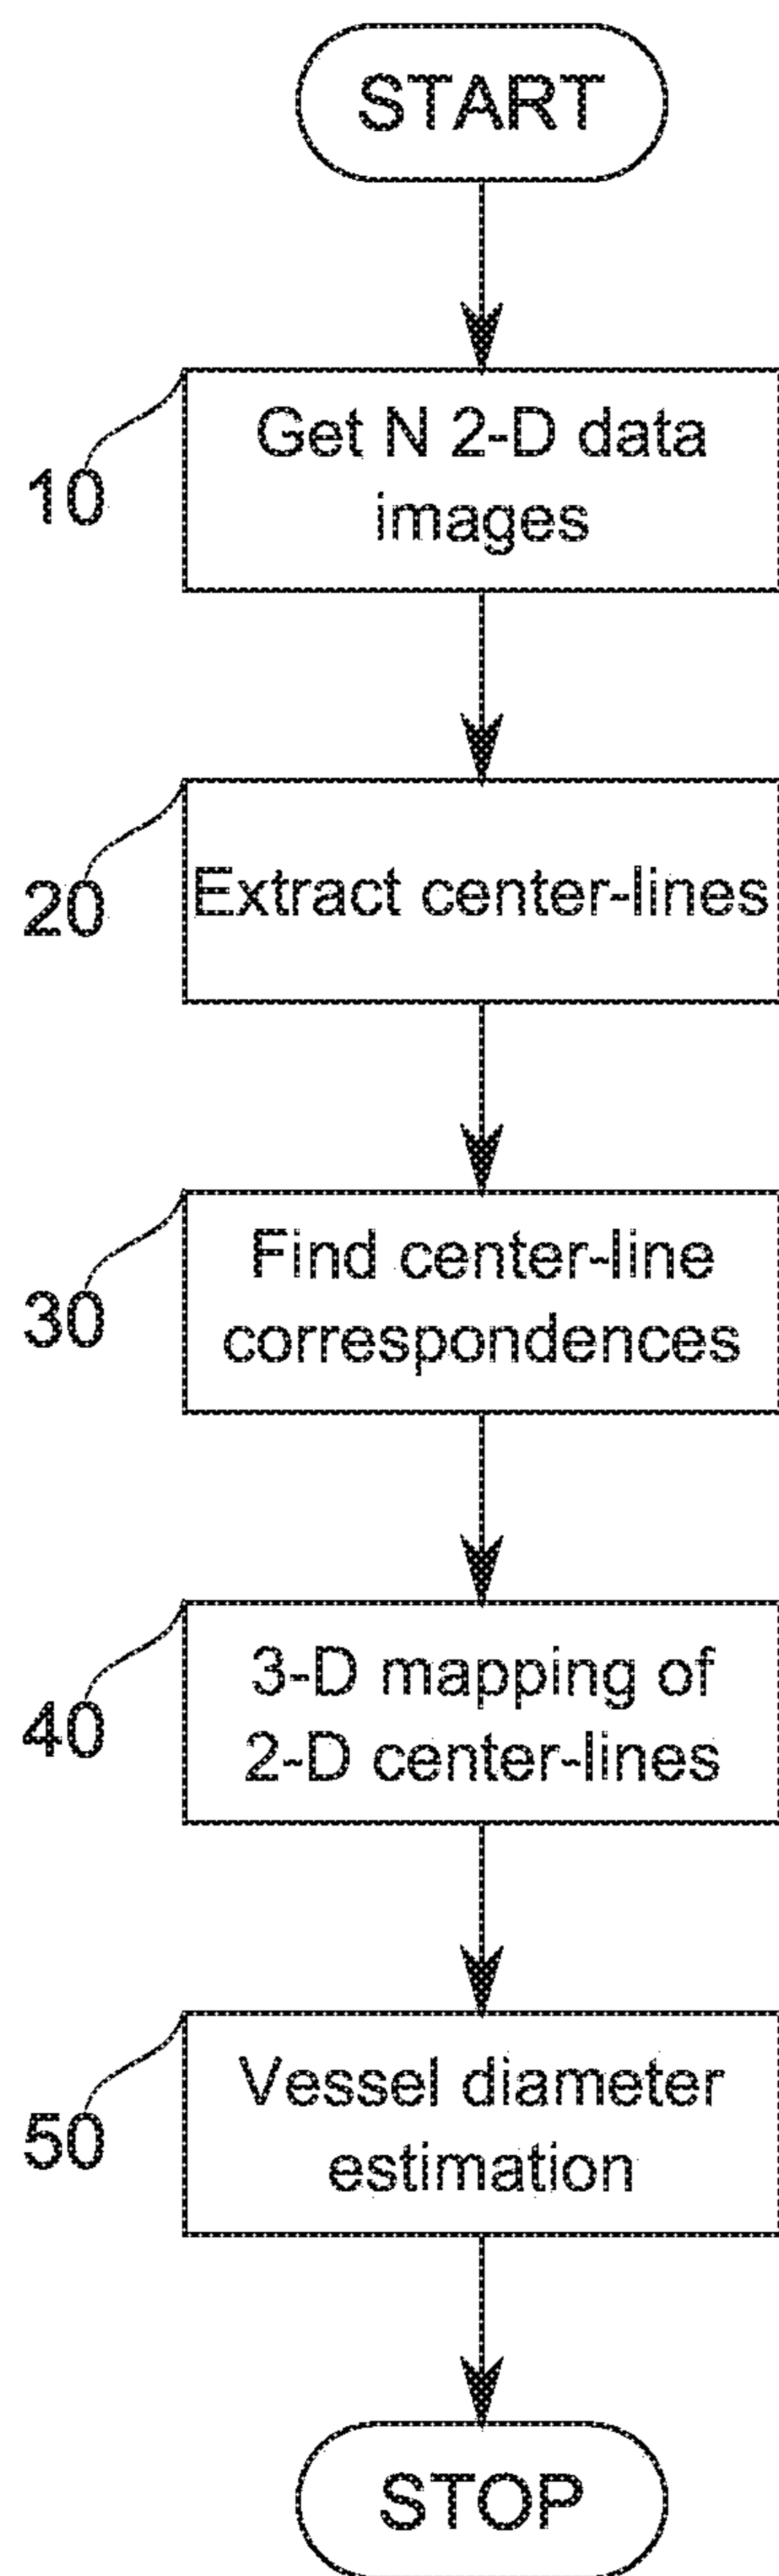 START
Get N 2-D data
images
10
Extract center-lines
20
Find center-line
correspondences
30
3-D mapping of
2-D center-lines
40
Vessel diameter
estimation
50
STOP